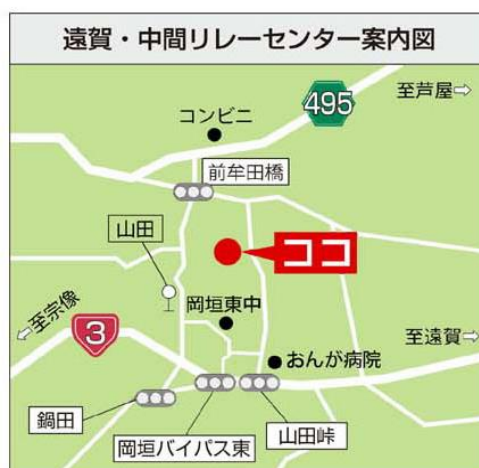 遠賀・中間リレーセンター案内図
495
至芦屋⇨
コンビニ
前牟田橋
山田
ココ
至宗像
岡垣東中
3
至遠賀⇨
おんが病院
鍋田
岡垣バイパス東
山田峠